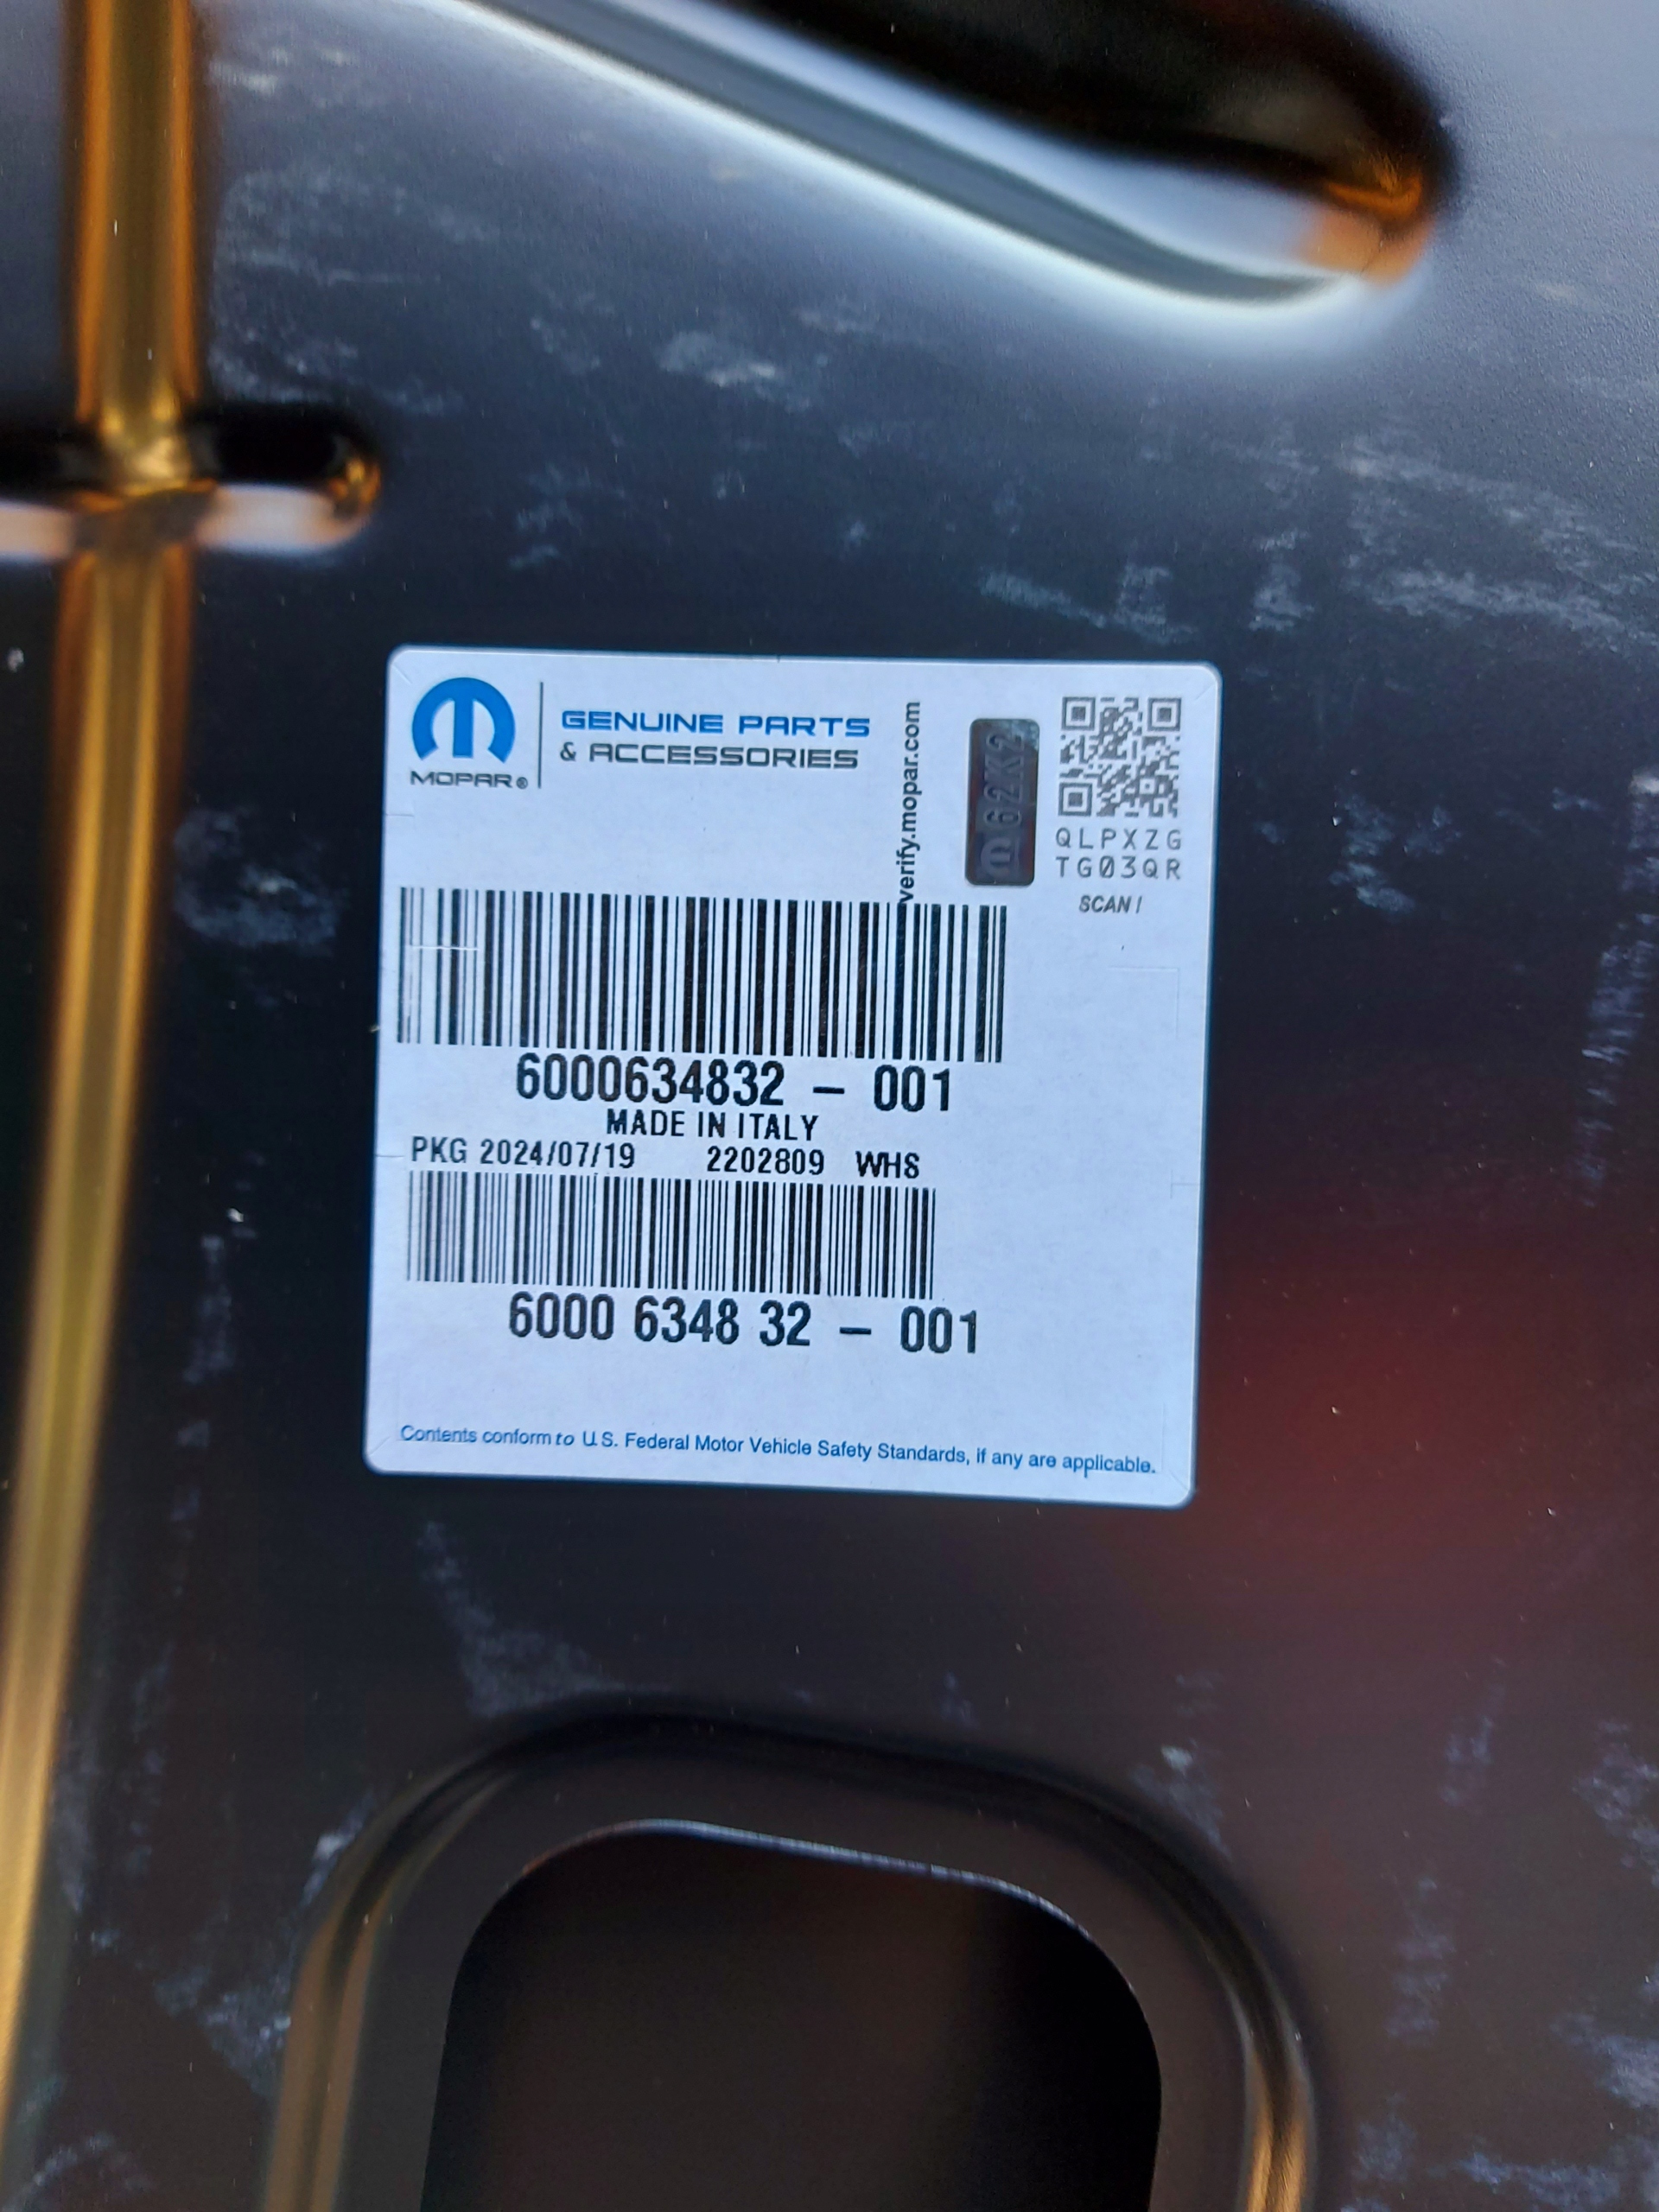 MOPAR®
GENUINE PARTS
& ACCESSORIES
verify.mopar.com
m 62K2
QLPXZG
TG03QR
SCAN!
6000634832 – 001
MADE IN ITALY
PKG 2024/07/19 2202809 WHS
6000 6348 32 – 001
Contents conform to U.S. Federal Motor Vehicle Safety Standards, if any are applicable.